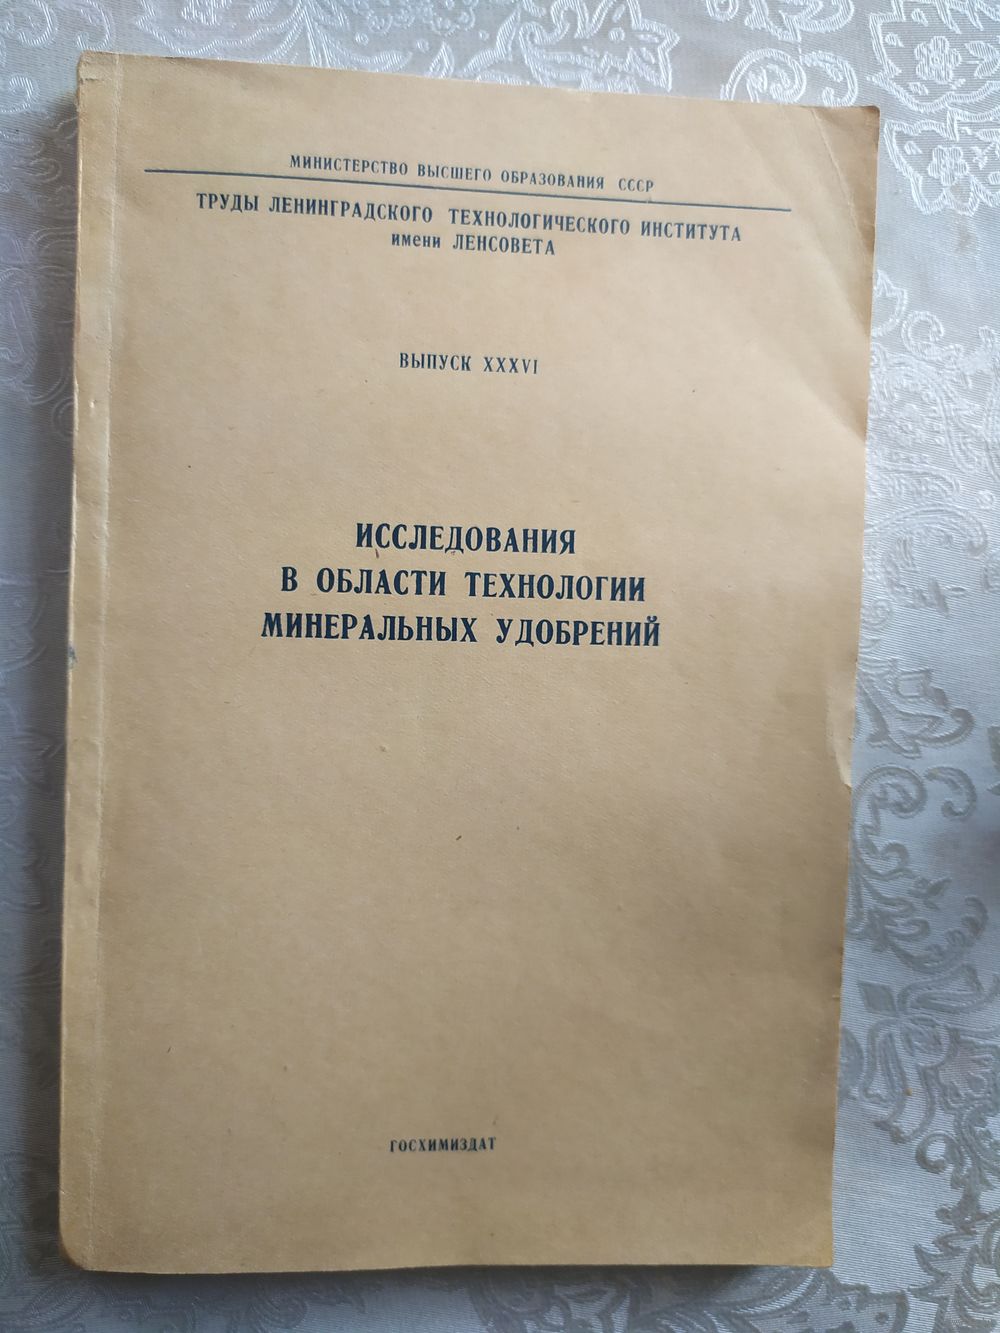 МИНИСТЕРСТВО ВЫСШЕГО ОБРАЗОВАНИЯ СССР
ТРУДЫ ЛЕНИНГРАДСКОГО ТЕХНОЛОГИЧЕСКОГО ИНСТИТУТА
имени ЛЕНСОВЕТА
ВЫПУСК XXXVI
ИССЛЕДОВАНИЯ
В ОБЛАСТИ ТЕХНОЛОГИИ
МИНЕРАЛЬНЫХ УДОБРЕНИЙ
ГОСХИМИЗДАТ